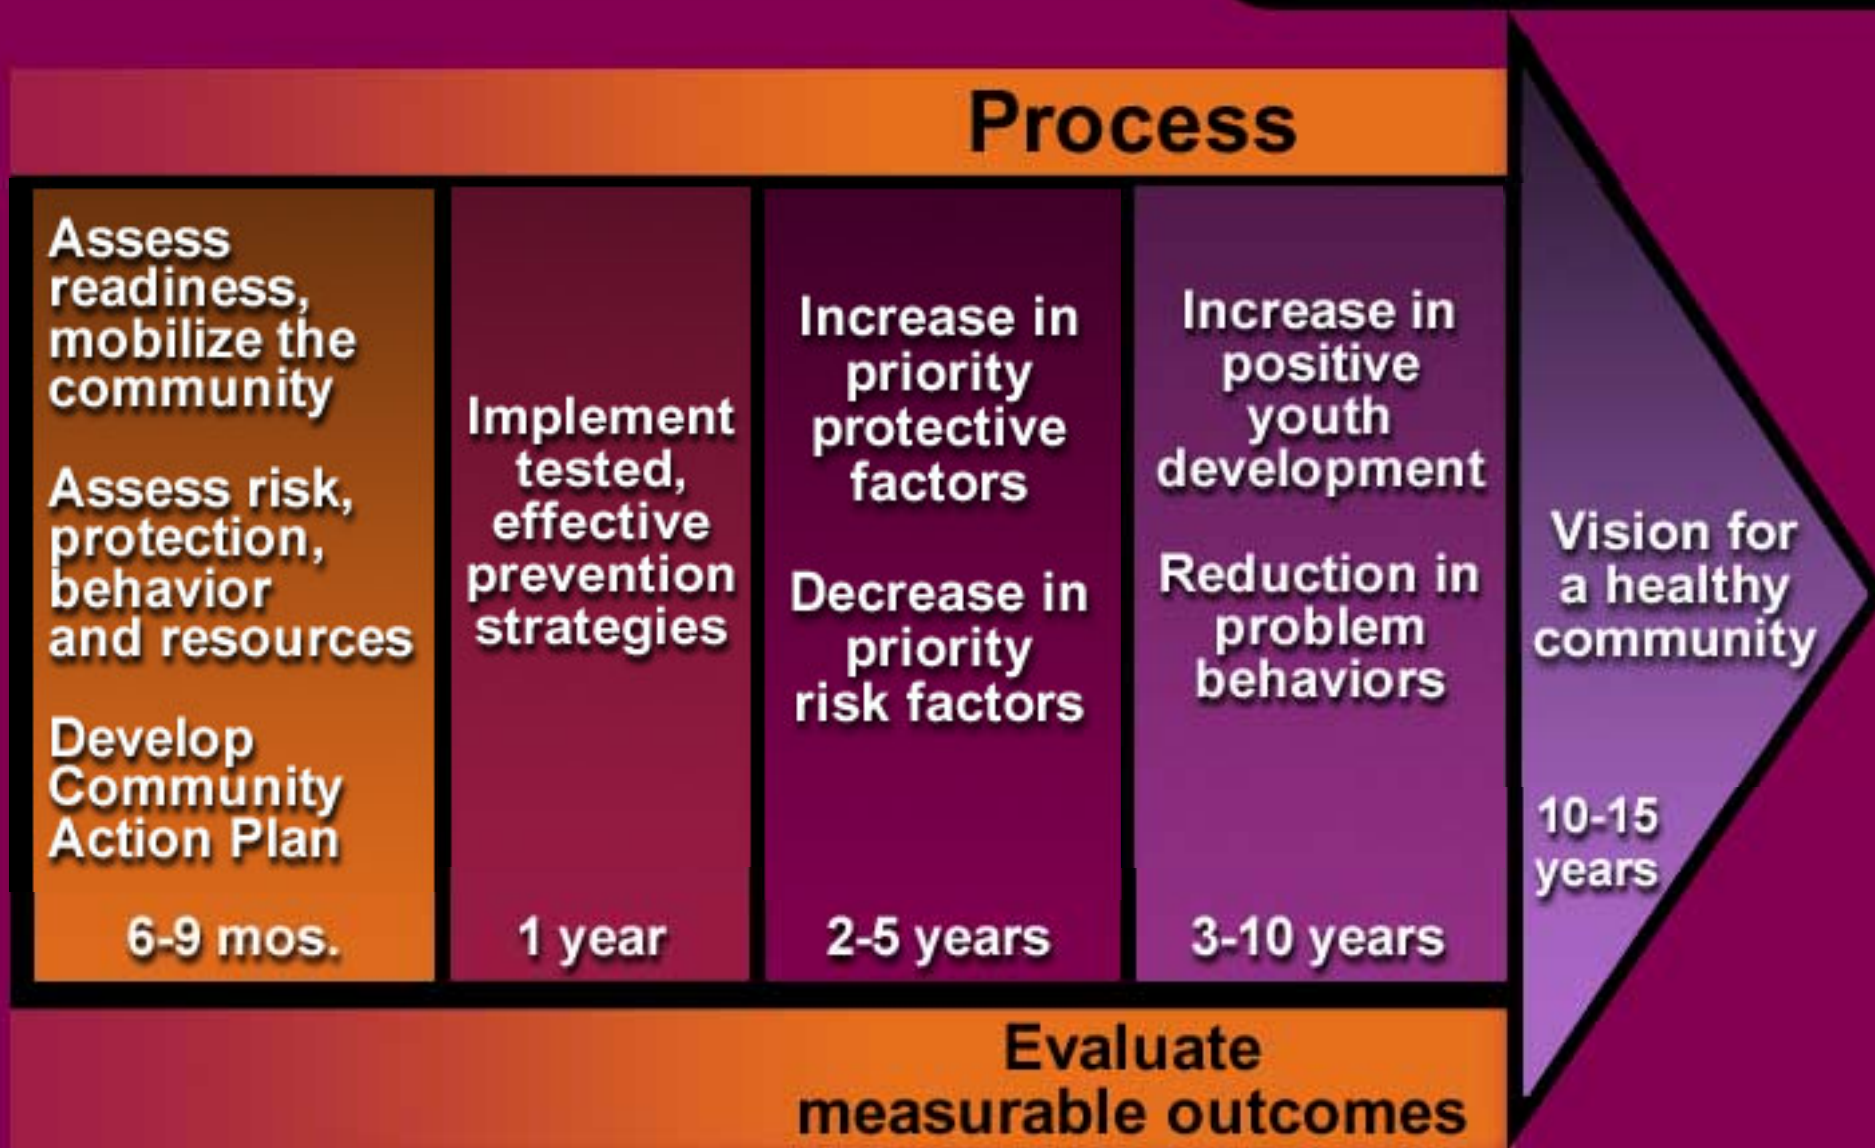 Process
Assess
readiness,
mobilize the
community
Assess risk,
protection,
behavior
and resources
Develop
Community
Action Plan
6-9 mos.
Implement
tested,
effective
prevention
strategies
1 year
Increase in
priority
protective
factors
Decrease in
priority
risk factors
2-5 years
Increase in
positive
youth
development
Reduction in
problem
behaviors
3-10 years
Vision for
a healthy
community
10-15
years
Evaluate
measurable outcomes